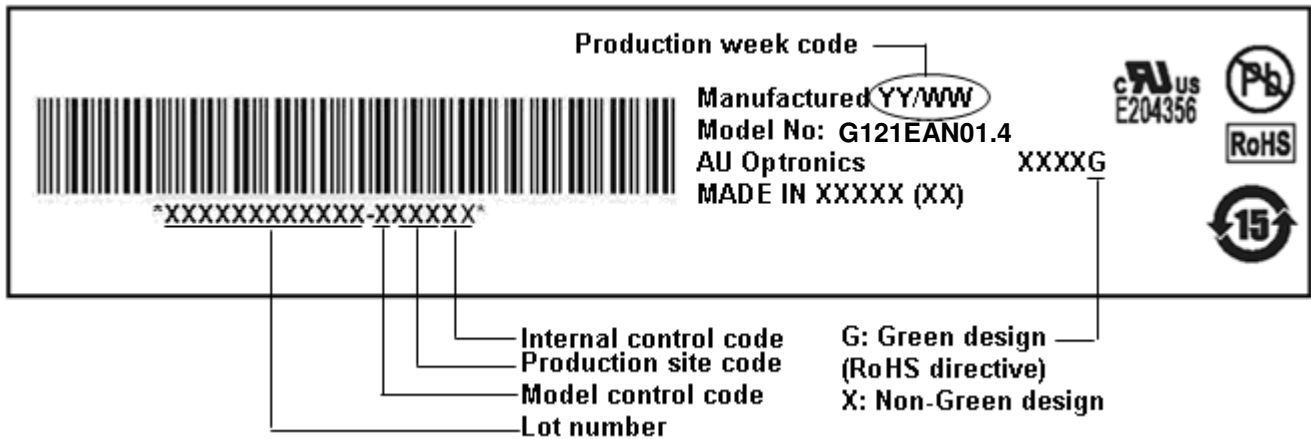 Production week code
Manufactured YY/WW
Model No: G121EAN01.4
AU Optronics XXXXG
MADE IN XXXXX (XX)
*XXXXXXXXXXXX-XXXXXX*
c RU US
E204356
Pb
RoHS
15
Internal control code
Production site code
Model control code
Lot number
G: Green design
(RoHS directive)
X: Non-Green design